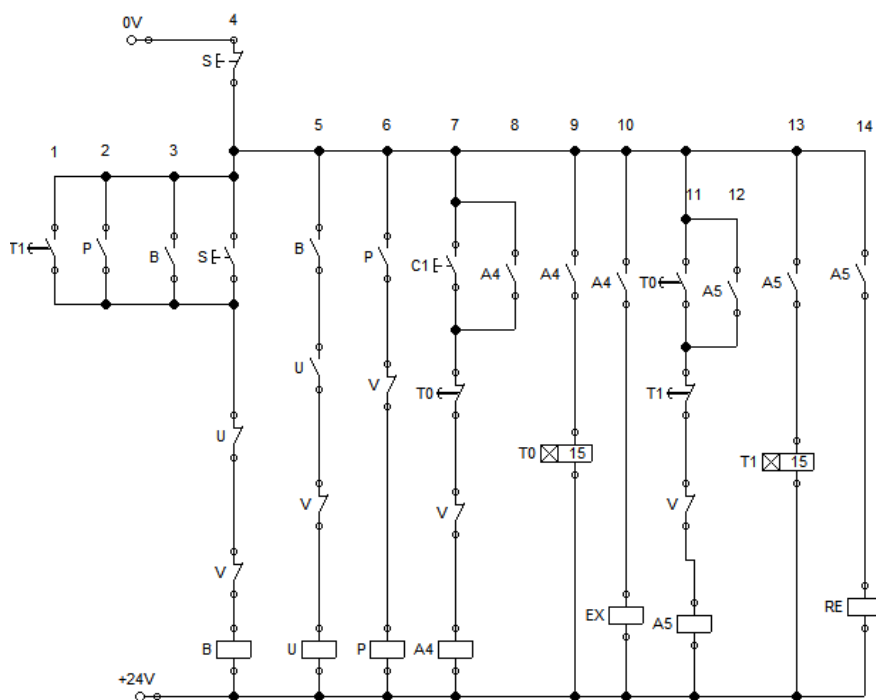 0V 4
S
5 6 7 8 9 10 13 14
1 2 3
11 12
T1 P B S B P C1 A4 A4 A4 T0 A5 A5 A5
U V T0 T1
U
T0 15 T1 15
V V V
V
EX A5 RE
B U P A4
+24V